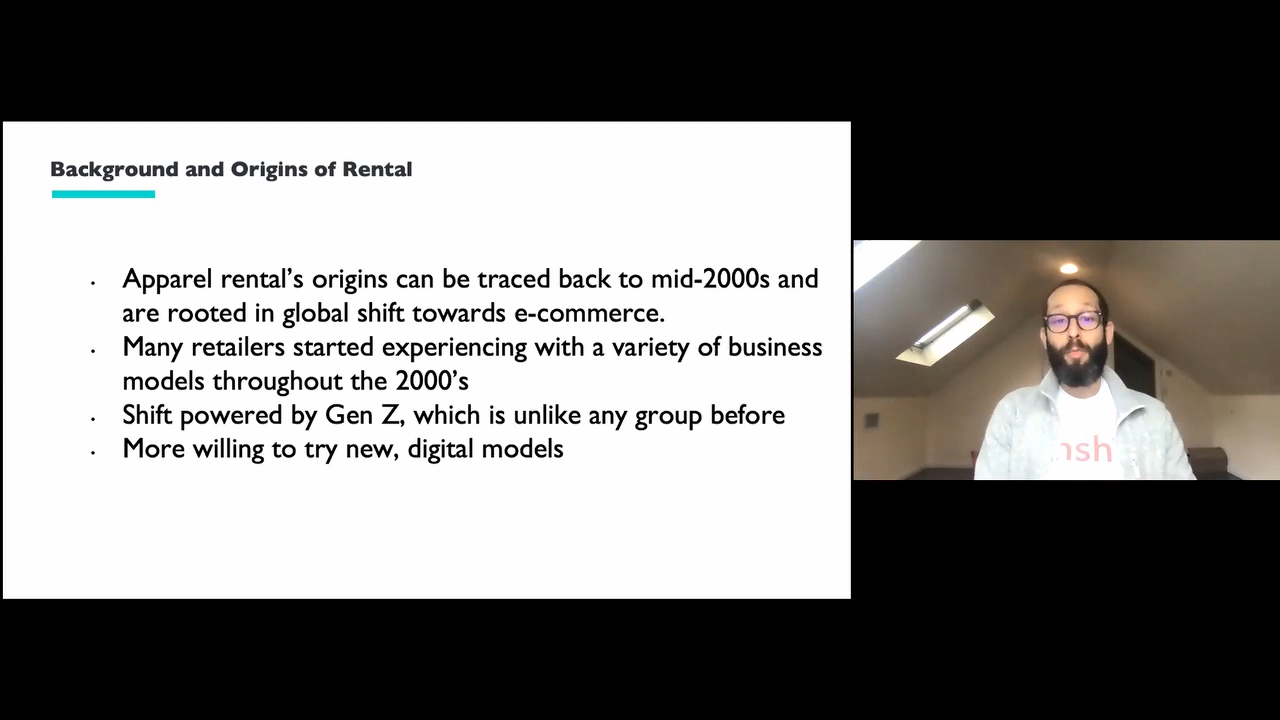 Background and Origins of Rental
Apparel rental’s origins can be traced back to mid-2000s and
are rooted in global shift towards e-commerce.
Many retailers started experiencing with a variety of business
models throughout the 2000’s
Shift powered by Gen Z, which is unlike any group before
More willing to try new, digital models